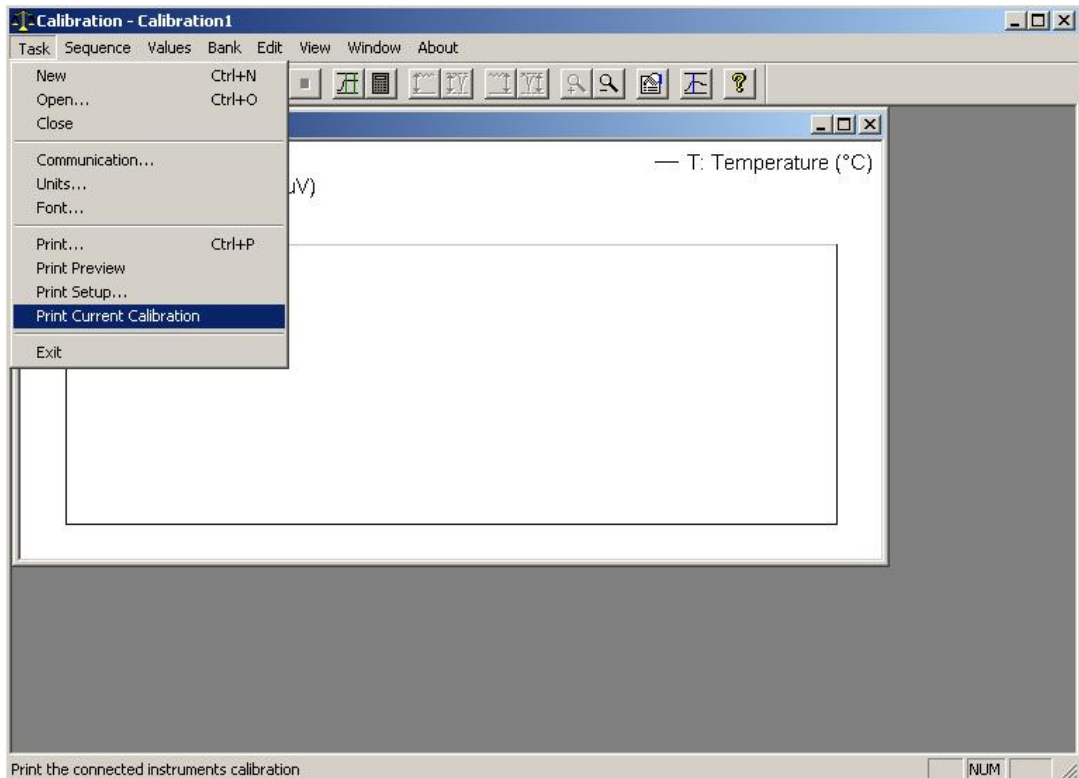 Calibration - Calibration1
Task Sequence Values Bank Edit View Window About
New Ctrl+N
Open... Ctrl+O
Close
Communication...
Units...
Font...
Print... Ctrl+P
Print Preview
Print Setup...
Print Current Calibration
Exit
— T: Temperature (°C)
µV)
Print the connected instruments calibration
NUM